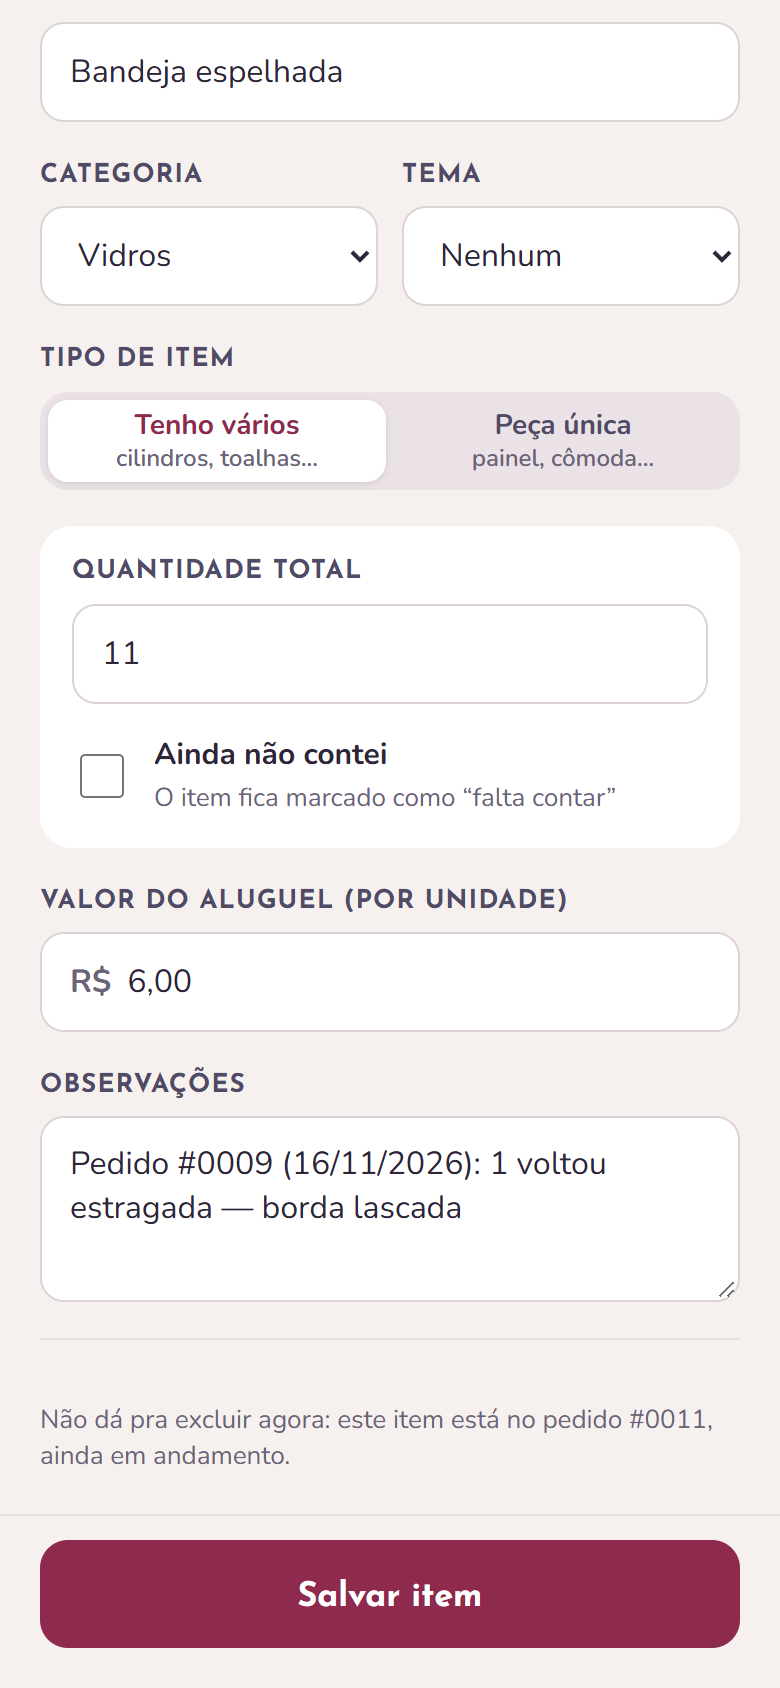 Bandeja espelhada
CATEGORIA
TEMA
Vidros
Nenhum
TIPO DE ITEM
Tenho vários
cilindros, toalhas...
Peça única
painel, cômoda...
QUANTIDADE TOTAL
11
Ainda não contei
O item fica marcado como “falta contar”
VALOR DO ALUGUEL (POR UNIDADE)
R$ 6,00
OBSERVAÇÕES
Pedido #0009 (16/11/2026): 1 voltou
estragada — borda lascada
Não dá pra excluir agora: este item está no pedido #0011,
ainda em andamento.
Salvar item